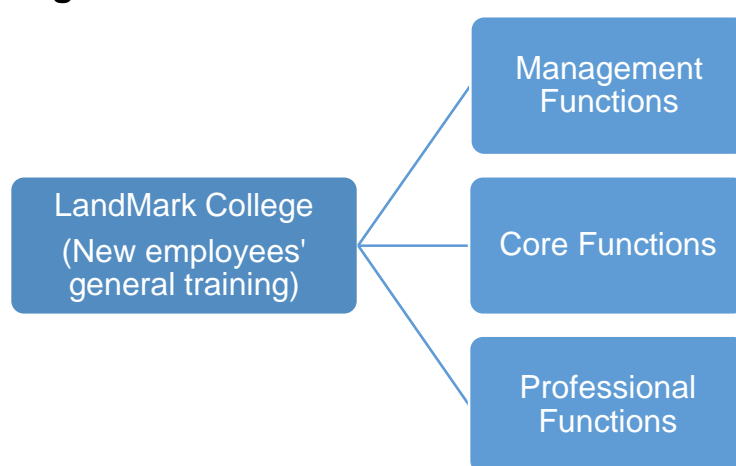 LandMark College
(New employees'
general training)
Management
Functions
Core Functions
Professional
Functions